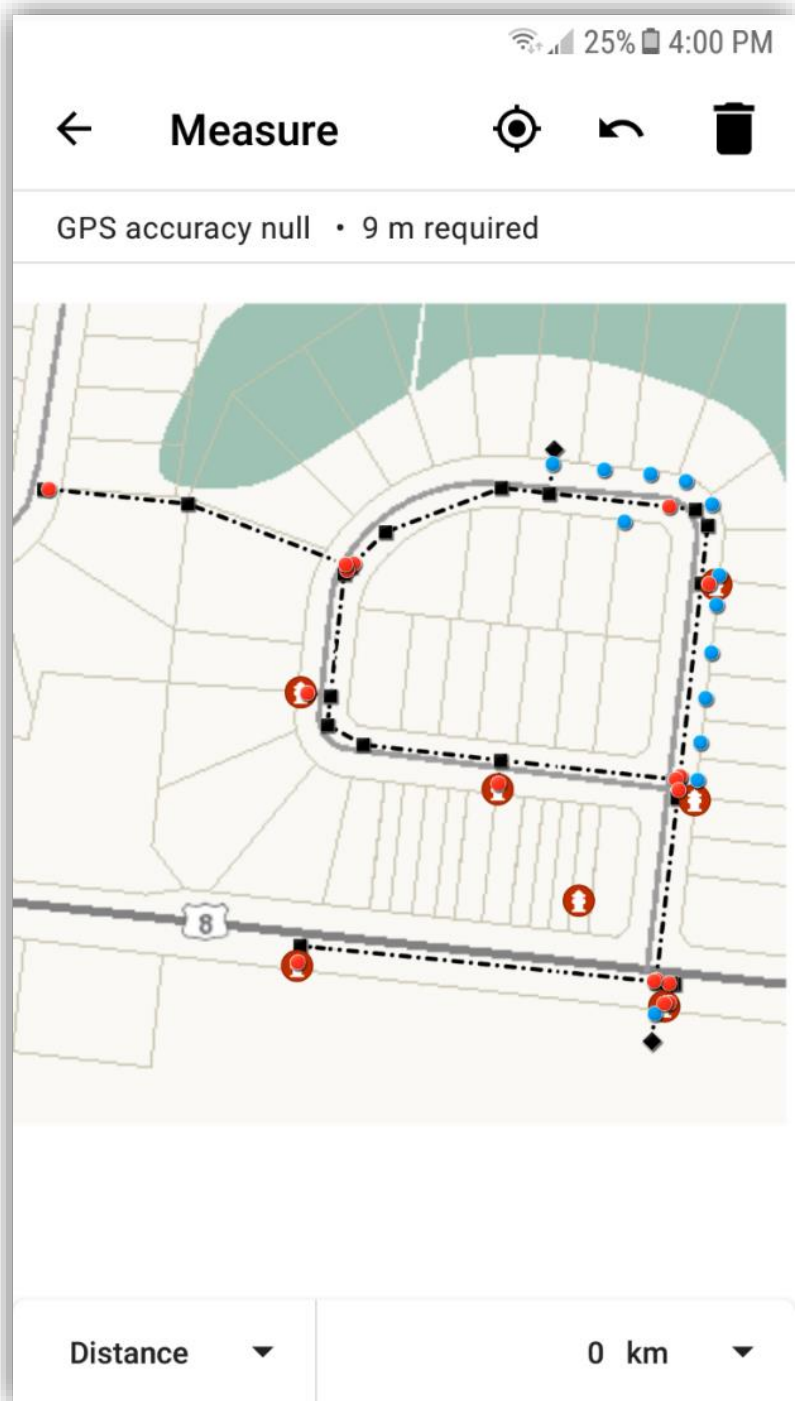 25% 4:00 PM
Measure
GPS accuracy null • 9 m required
8
Distance
0 km